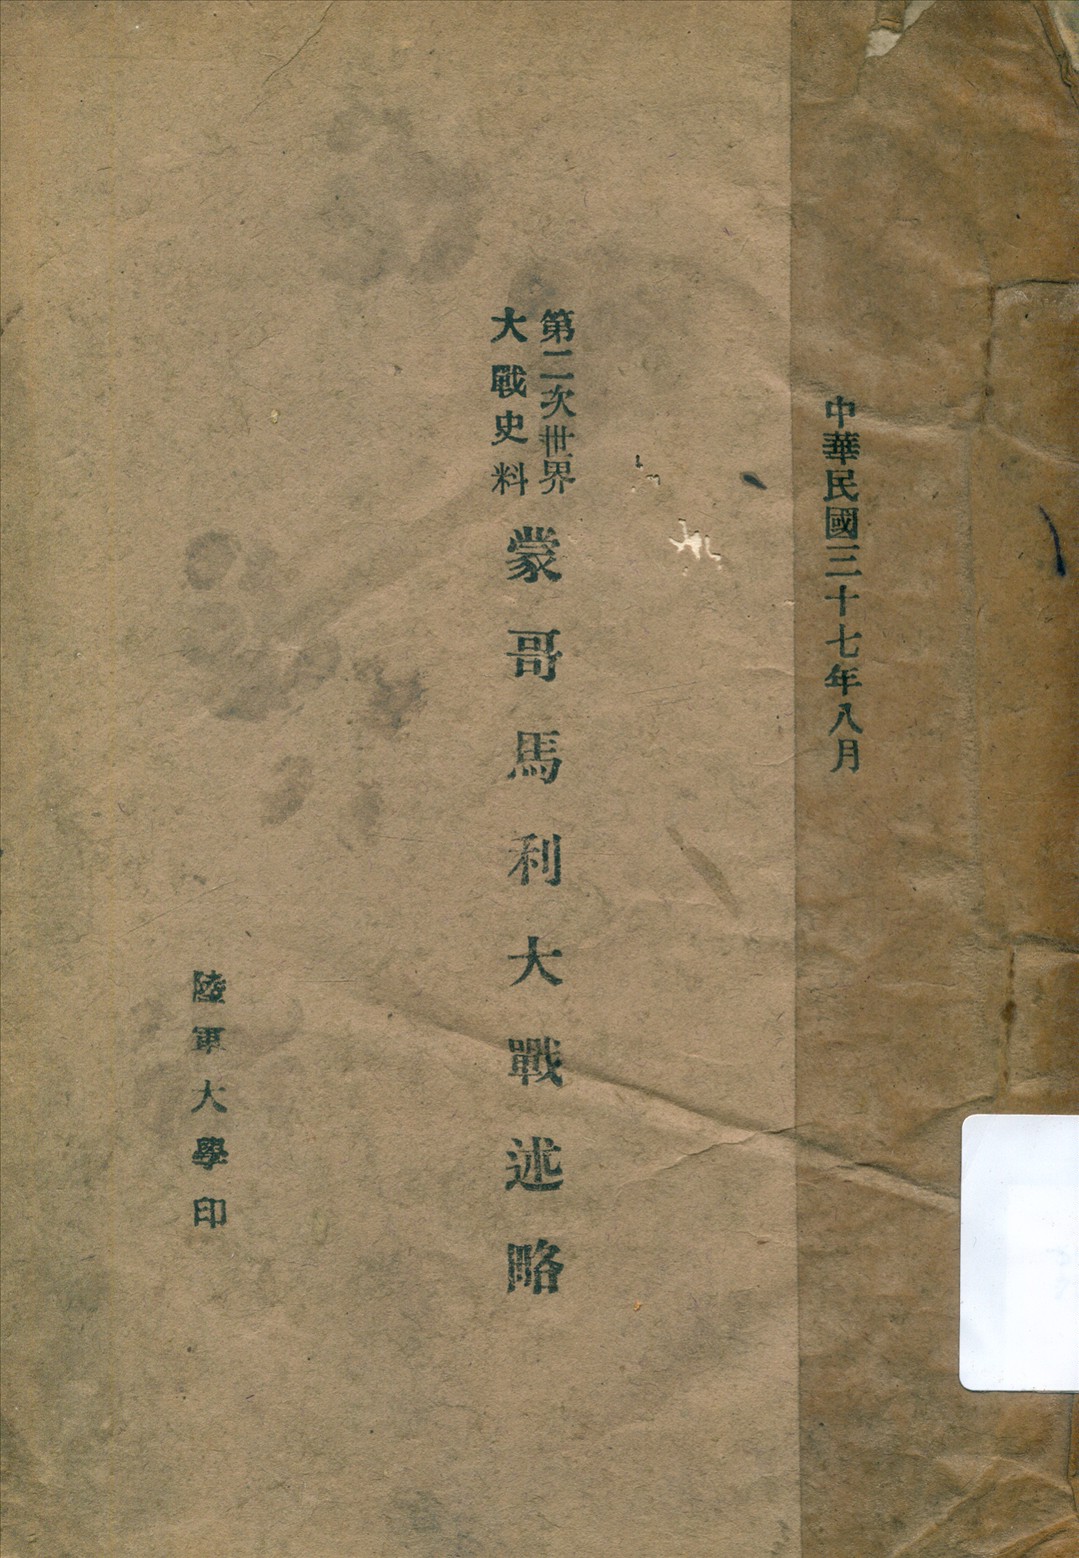 中華民國三十七年八月
第二次世界
大戰史料
蒙哥馬利大戰述略
陸軍大學印